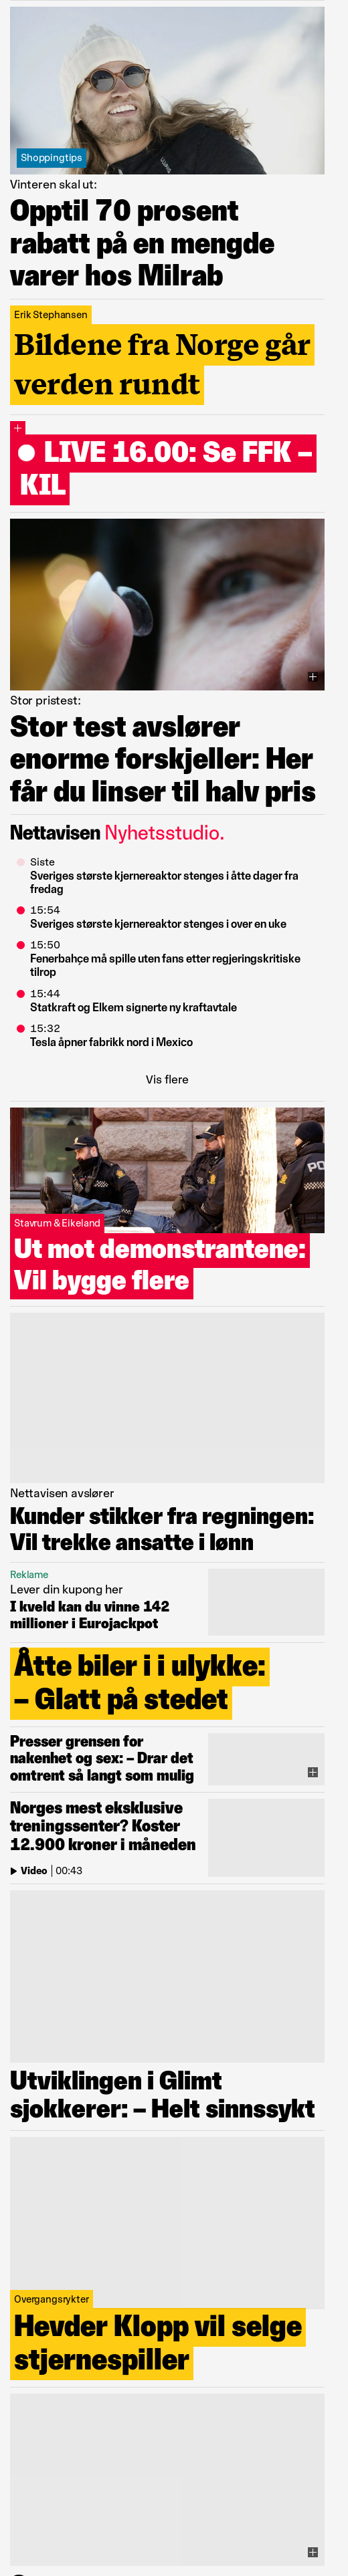 Shoppingtips
Vinteren skal ut:
Opptil 70 prosent
rabatt på en mengde
varer hos Milrab
Erik Stephansen
Bildene fra Norge går
verden rundt
LIVE 16.00: Se FFK –
KIL
Stor pristest:
Stor test avslører
enorme forskjeller: Her
får du linser til halv pris
Nettavisen Nyhetsstudio.
Siste
Sveriges største kjernereaktor stenges i åtte dager fra
fredag
15:54
Sveriges største kjernereaktor stenges i over en uke
15:50
Fenerbahçe må spille uten fans etter regjeringskritiske
tilrop
15:44
Statkraft og Elkem signerte ny kraftavtale
15:32
Tesla åpner fabrikk nord i Mexico
Vis flere
Stavrum & Eikeland
Ut mot demonstrantene:
Vil bygge flere
Nettavisen avslører
Kunder stikker fra regningen:
Vil trekke ansatte i lønn
Reklame
Lever din kupong her
I kveld kan du vinne 142
millioner i Eurojackpot
Åtte biler i i ulykke:
– Glatt på stedet
Presser grensen for
nakenhet og sex: – Drar det
omtrent så langt som mulig
Norges mest eksklusive
treningssenter? Koster
12.900 kroner i måneden
Video | 00:43
Utviklingen i Glimt
sjokkerer: – Helt sinnssykt
Overgangsrykter
Hevder Klopp vil selge
stjernespiller